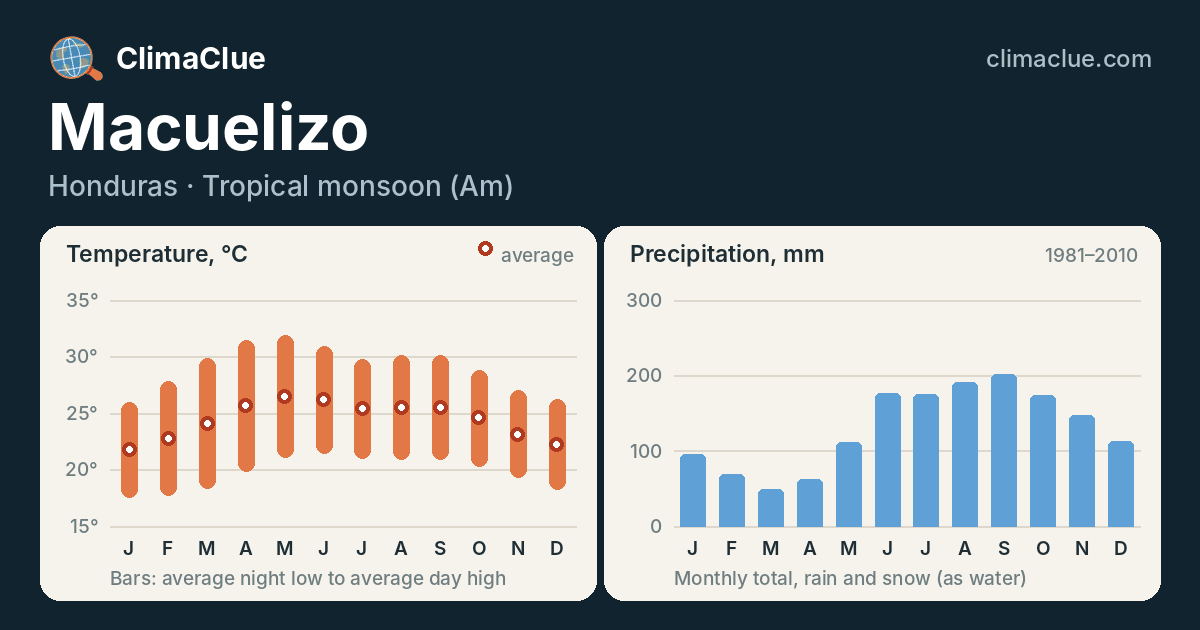 ClimaClue
climaclue.com
Macuelizo
Honduras · Tropical monsoon (Am)
Temperature, °C
average
35°
30°
25°
20°
15°
J F M A M J J A S O N D
Bars: average night low to average day high
Precipitation, mm
1981–2010
300
200
100
0
J F M A M J J A S O N D
Monthly total, rain and snow (as water)